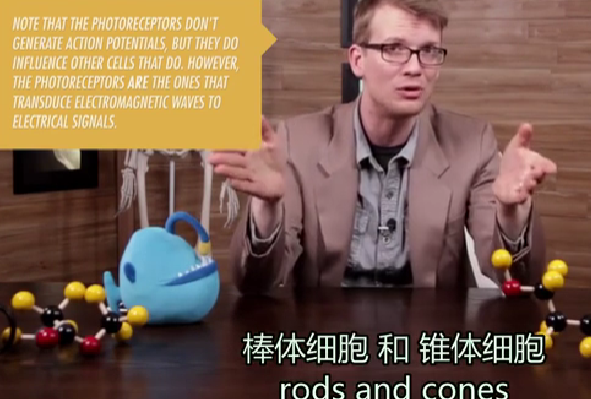 NOTE THAT THE PHOTORECEPTORS DON'T
GENERATE ACTION POTENTIALS, BUT THEY DO
INFLUENCE OTHER CELLS THAT DO. HOWEVER,
THE PHOTORECEPTORS ARE THE ONES THAT
TRANSDUCE ELECTROMAGNETIC WAVES TO
ELECTRICAL SIGNALS.
棒体细胞 和 锥体细胞
rods and cones